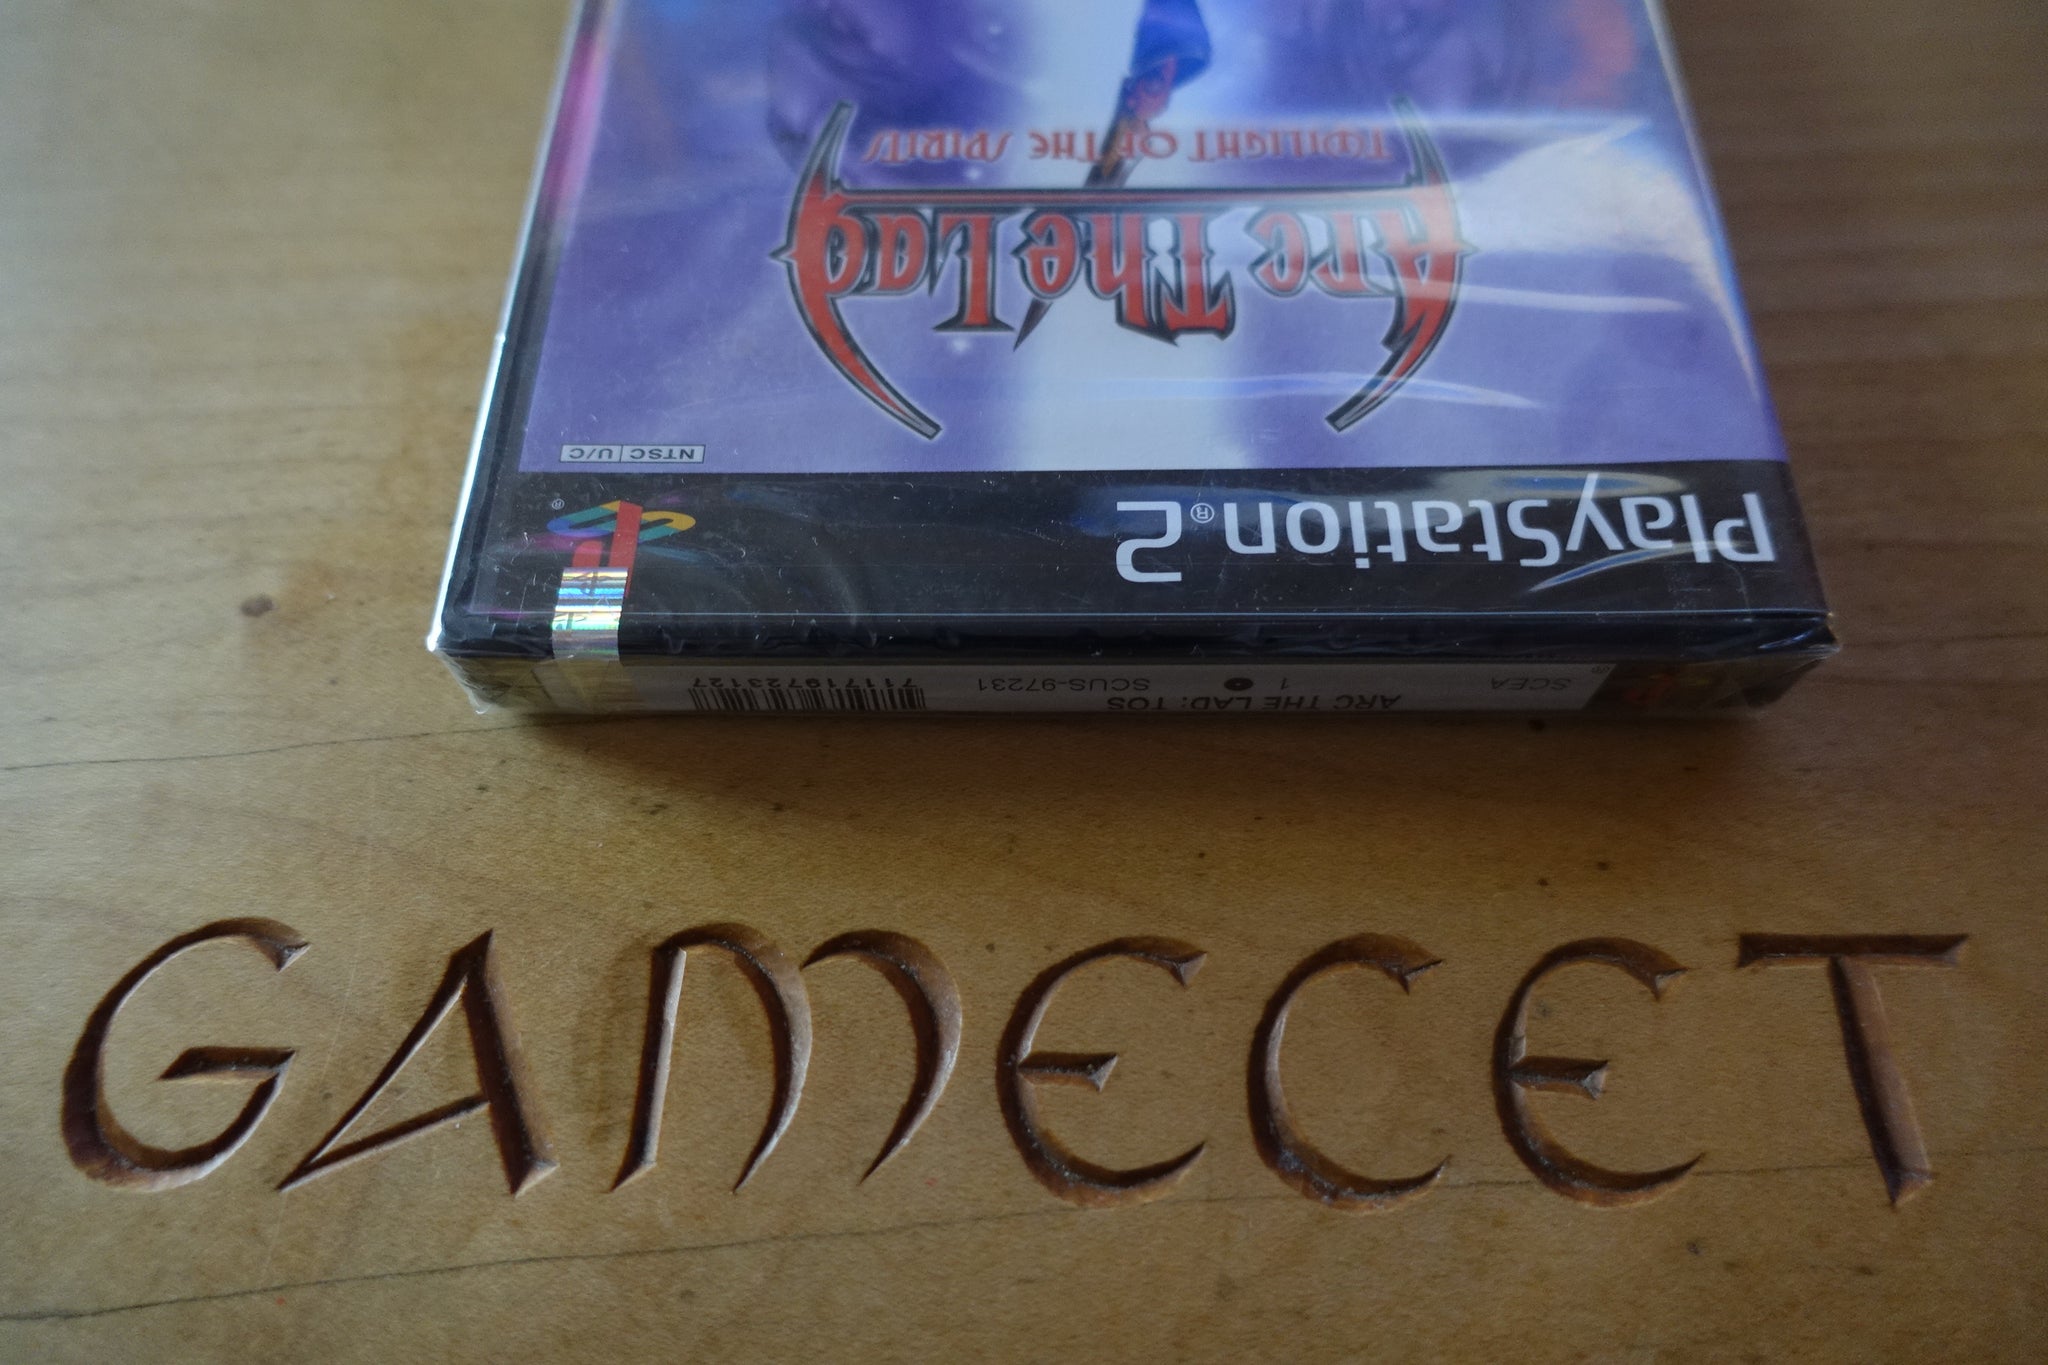 PlayStation®2
NTSC U/C
Arc The Lad
TWILIGHT OF THE SPIRITS
®
SCEA
ARC THE LAD: TOS
1 SCUS-97231
711719723127
®
GAMECET